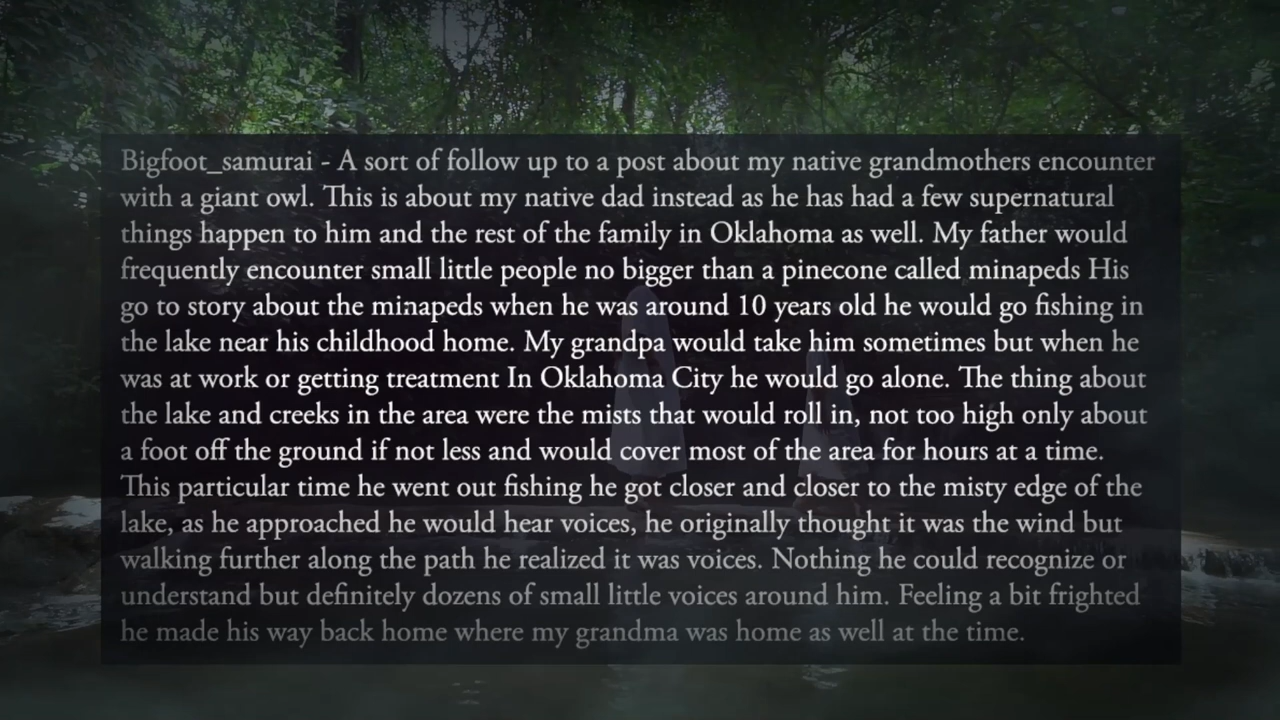 Bigfoot_samurai - A sort of follow up to a post about my native grandmothers encounter
with a giant owl. This is about my native dad instead as he has had a few supernatural
things happen to him and the rest of the family in Oklahoma as well. My father would
frequently encounter small little people no bigger than a pinecone called minapeds His
go to story about the minapeds when he was around 10 years old he would go fishing in
the lake near his childhood home. My grandpa would take him sometimes but when he
was at work or getting treatment In Oklahoma City he would go alone. The thing about
the lake and creeks in the area were the mists that would roll in, not too high only about
a foot off the ground if not less and would cover most of the area for hours at a time.
This particular time he went out fishing he got closer and closer to the misty edge of the
lake, as he approached he would hear voices, he originally thought it was the wind but
walking further along the path he realized it was voices. Nothing he could recognize or
understand but definitely dozens of small little voices around him. Feeling a bit frighted
he made his way back home where my grandma was home as well at the time.